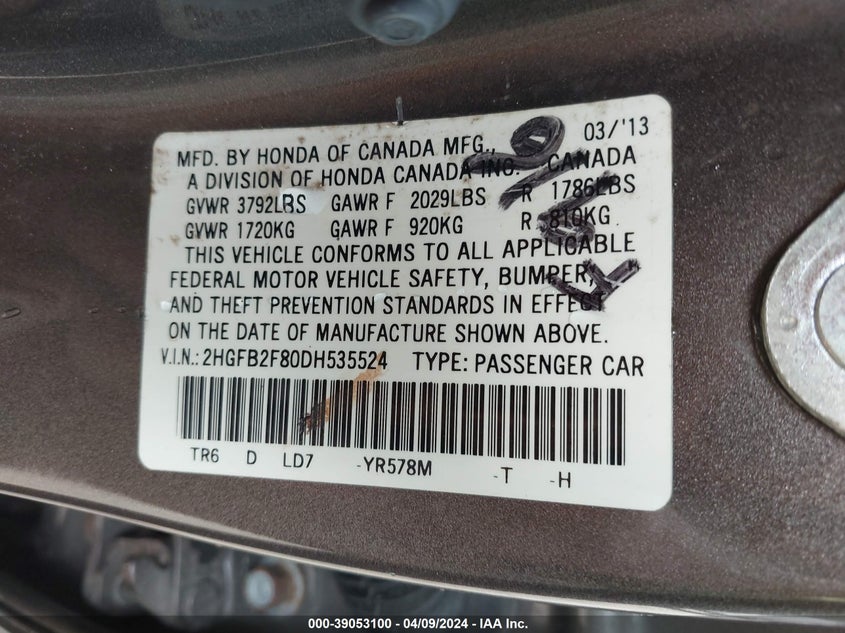 03/'13
MFD. BY HONDA OF CANADA MFG.,
A DIVISION OF HONDA CANADA INC. CANADA
GVWR 3792LBS GAWR F 2029LBS R 1786LBS
GVWR 1720KG GAWR F 920KG R 810KG
THIS VEHICLE CONFORMS TO ALL APPLICABLE
FEDERAL MOTOR VEHICLE SAFETY, BUMPER,
AND THEFT PREVENTION STANDARDS IN EFFECT
ON THE DATE OF MANUFACTURE SHOWN ABOVE.
V.I.N.: 2HGFB2F80DH535524 TYPE: PASSENGER CAR
TR6 D LD7 -YR578M -T -H
000-39053100 - 04/09/2024 - IAA Inc.